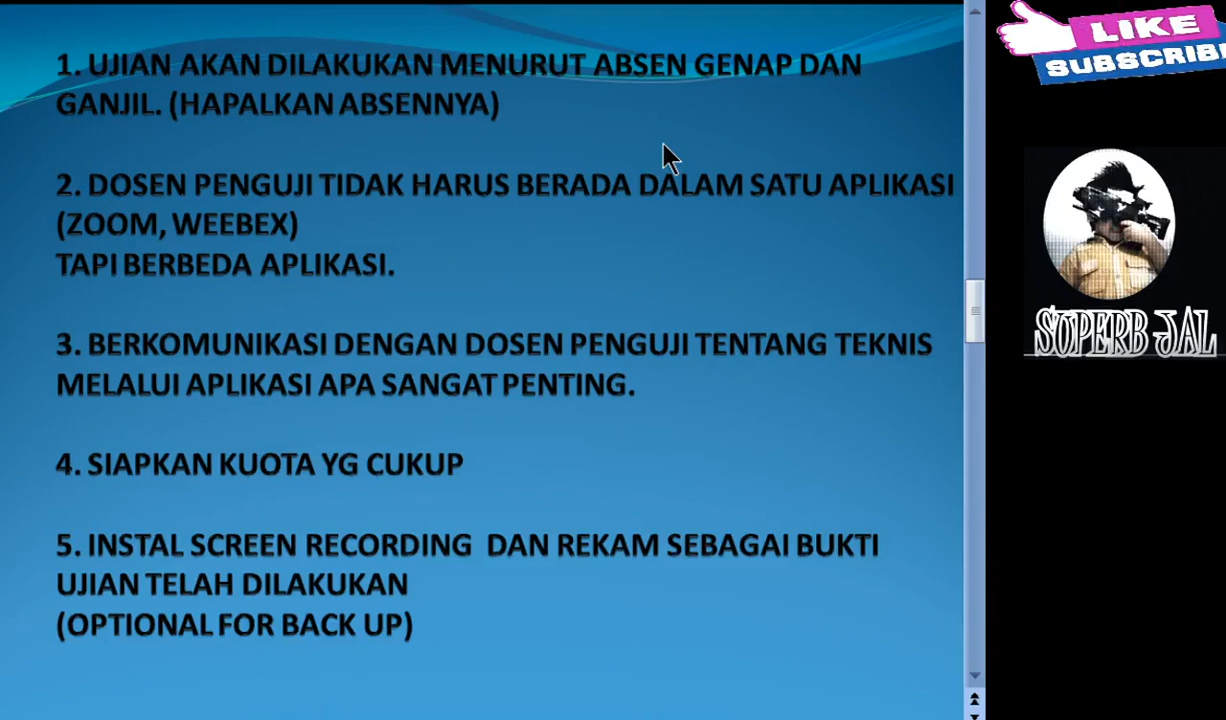 1. UJIAN AKAN DILAKUKAN MENURUT ABSEN GENAP DAN
GANJIL. (HAPALKAN ABSENNYA)
2. DOSEN PENGUJI TIDAK HARUS BERADA DALAM SATU APLIKASI
(ZOOM, WEEBEX)
TAPI BERBEDA APLIKASI.
3. BERKOMUNIKASI DENGAN DOSEN PENGUJI TENTANG TEKNIS
MELALUI APLIKASI APA SANGAT PENTING.
4. SIAPKAN KUOTA YG CUKUP
5. INSTAL SCREEN RECORDING  DAN REKAM SEBAGAI BUKTI
UJIAN TELAH DILAKUKAN
(OPTIONAL FOR BACK UP)
LIKE
SUBSCRIB
SUPERB JAL